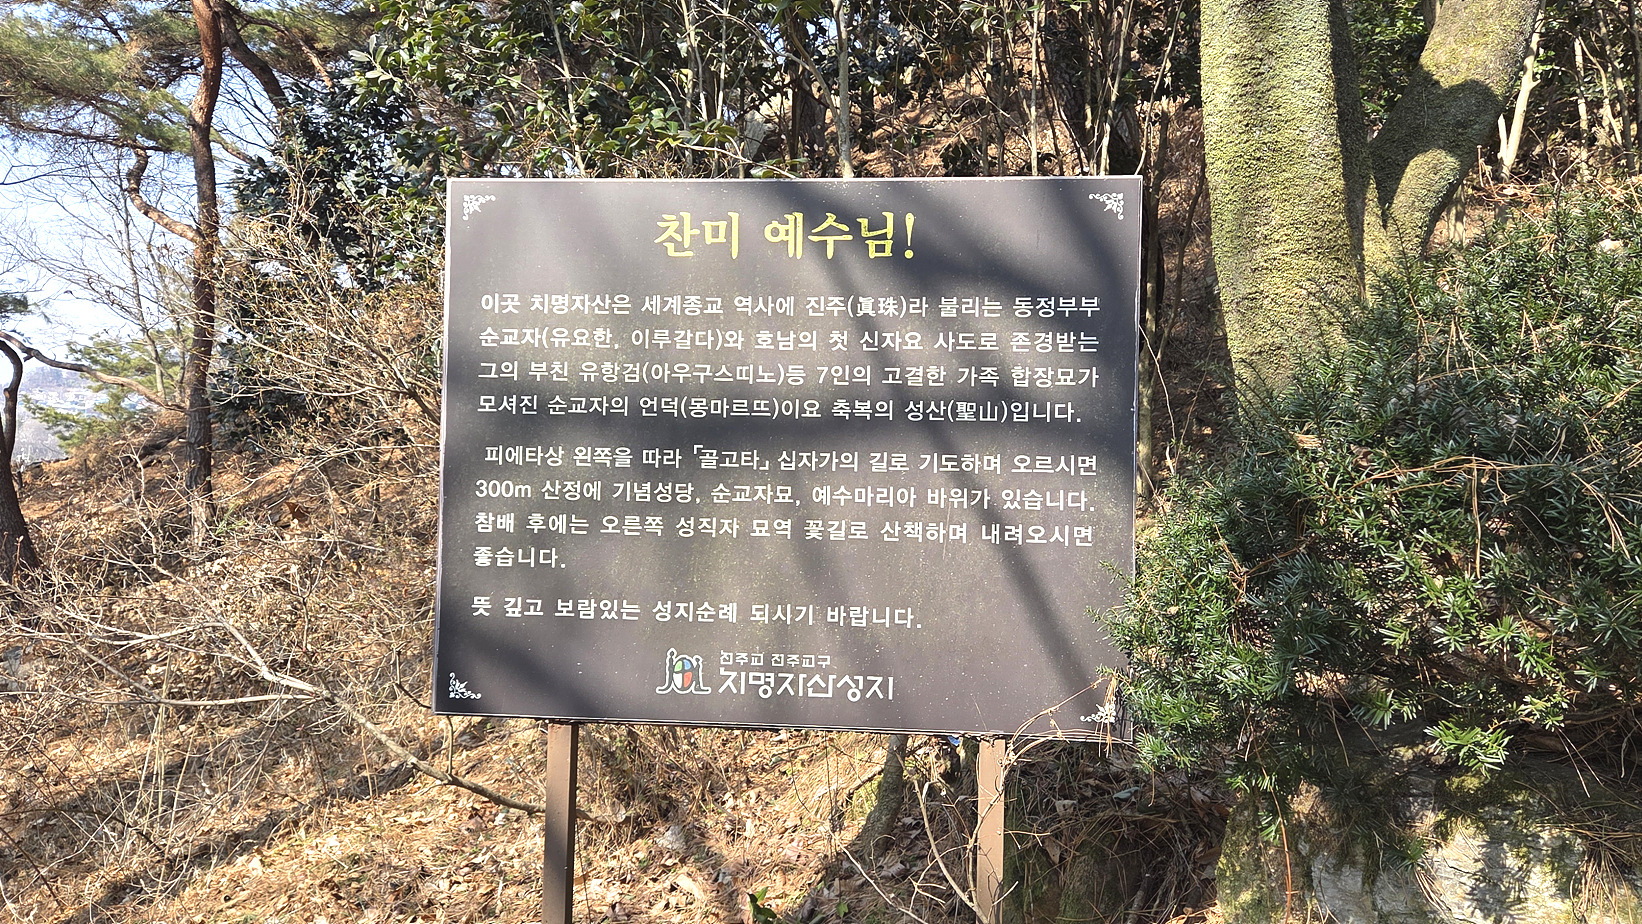 찬미 예수님!
이곳 치명자산은 세계종교 역사에 진주(眞珠)라 불리는 동정부부
순교자(유요한, 이루갈다)와 호남의 첫 신자요 사도로 존경받는
그의 부친 유항검(아우구스띠노)등 7인의 고결한 가족 합장묘가
모셔진 순교자의 언덕(몽마르뜨)이요 축복의 성산(聖山)입니다.
피에타상 왼쪽을 따라 「골고타」 십자가의 길로 기도하며 오르시면
300m 산정에 기념성당, 순교자묘, 예수마리아 바위가 있습니다.
참배 후에는 오른쪽 성직자 묘역 꽃길로 산책하며 내려오시면
좋습니다.
뜻 깊고 보람있는 성지순례 되시기 바랍니다.
천주교 전주교구
치명자산성지